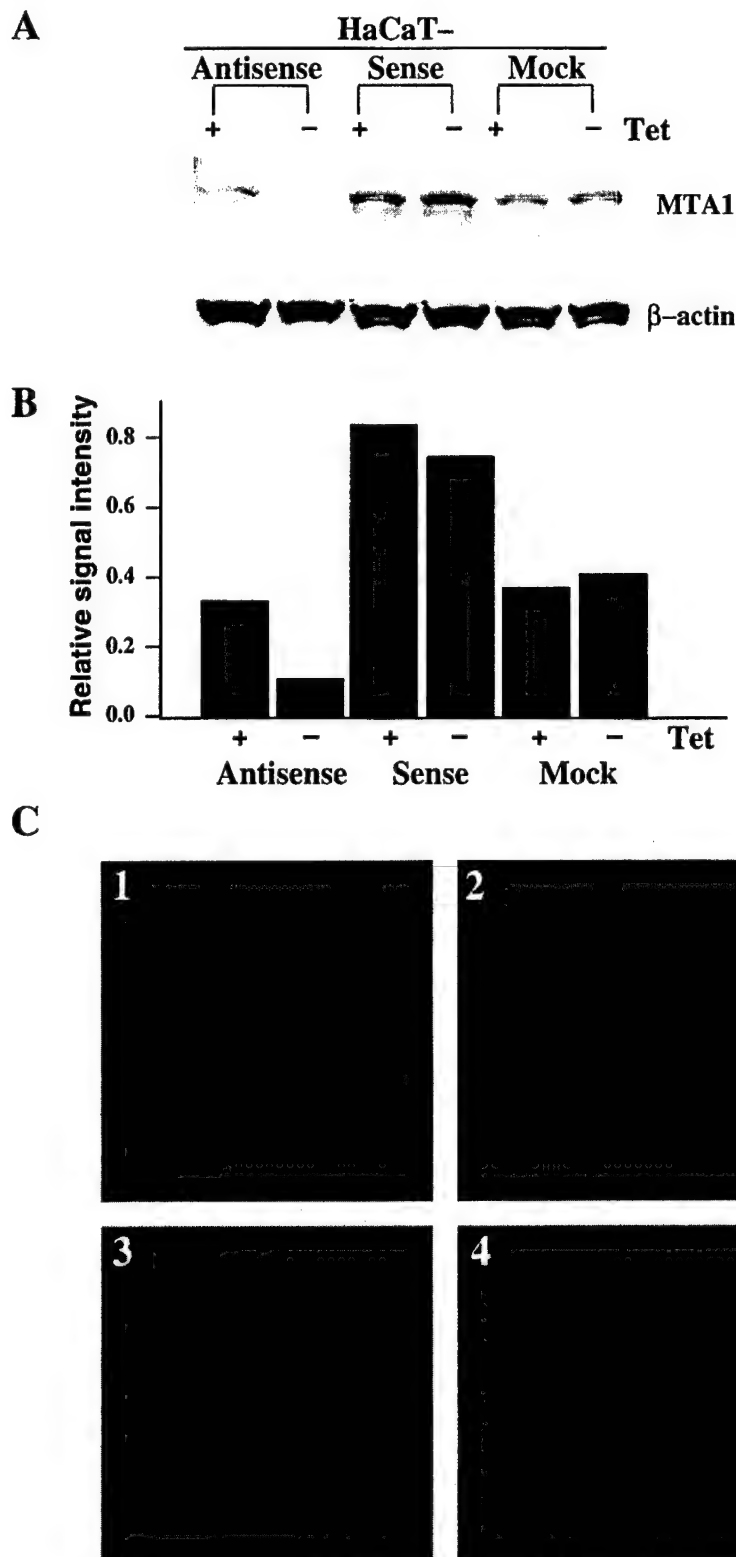 A
HaCaT–
Antisense Sense Mock
+ − + − + − Tet
MTA1
β–actin
B
Relative signal intensity
0.8
0.6
0.4
0.2
0.0
+ − + − + − Tet
Antisense Sense Mock
C
1 2
3 4